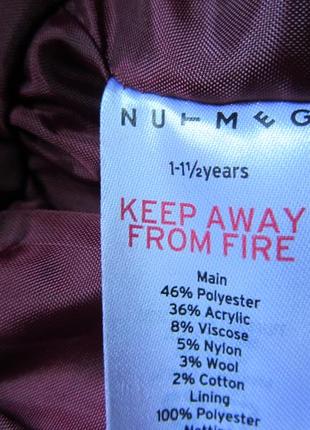 NUTMEG
1-1½years
KEEP AWAY
FROM FIRE
Main
46% Polyester
36% Acrylic
8% Viscose
5% Nylon
3% Wool
2% Cotton
Lining
100% Polyester
Netting